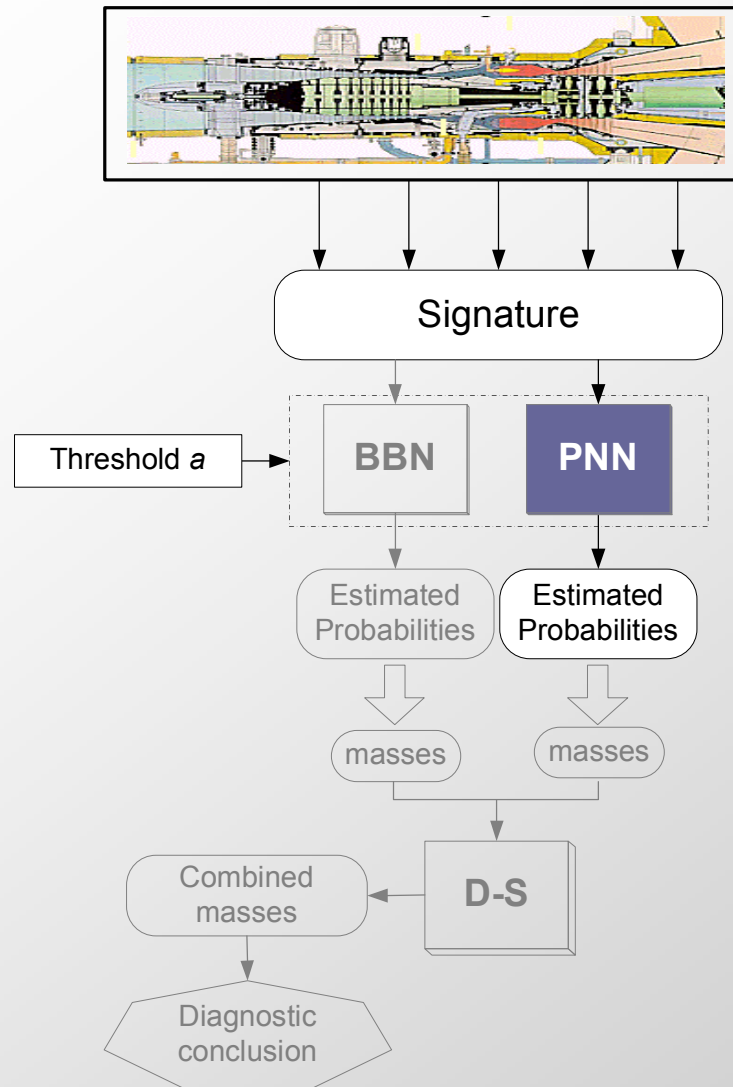 Signature
Threshold a
BBN
PNN
Estimated
Probabilities
Estimated
Probabilities
masses
masses
D-S
Combined
masses
Diagnostic
conclusion